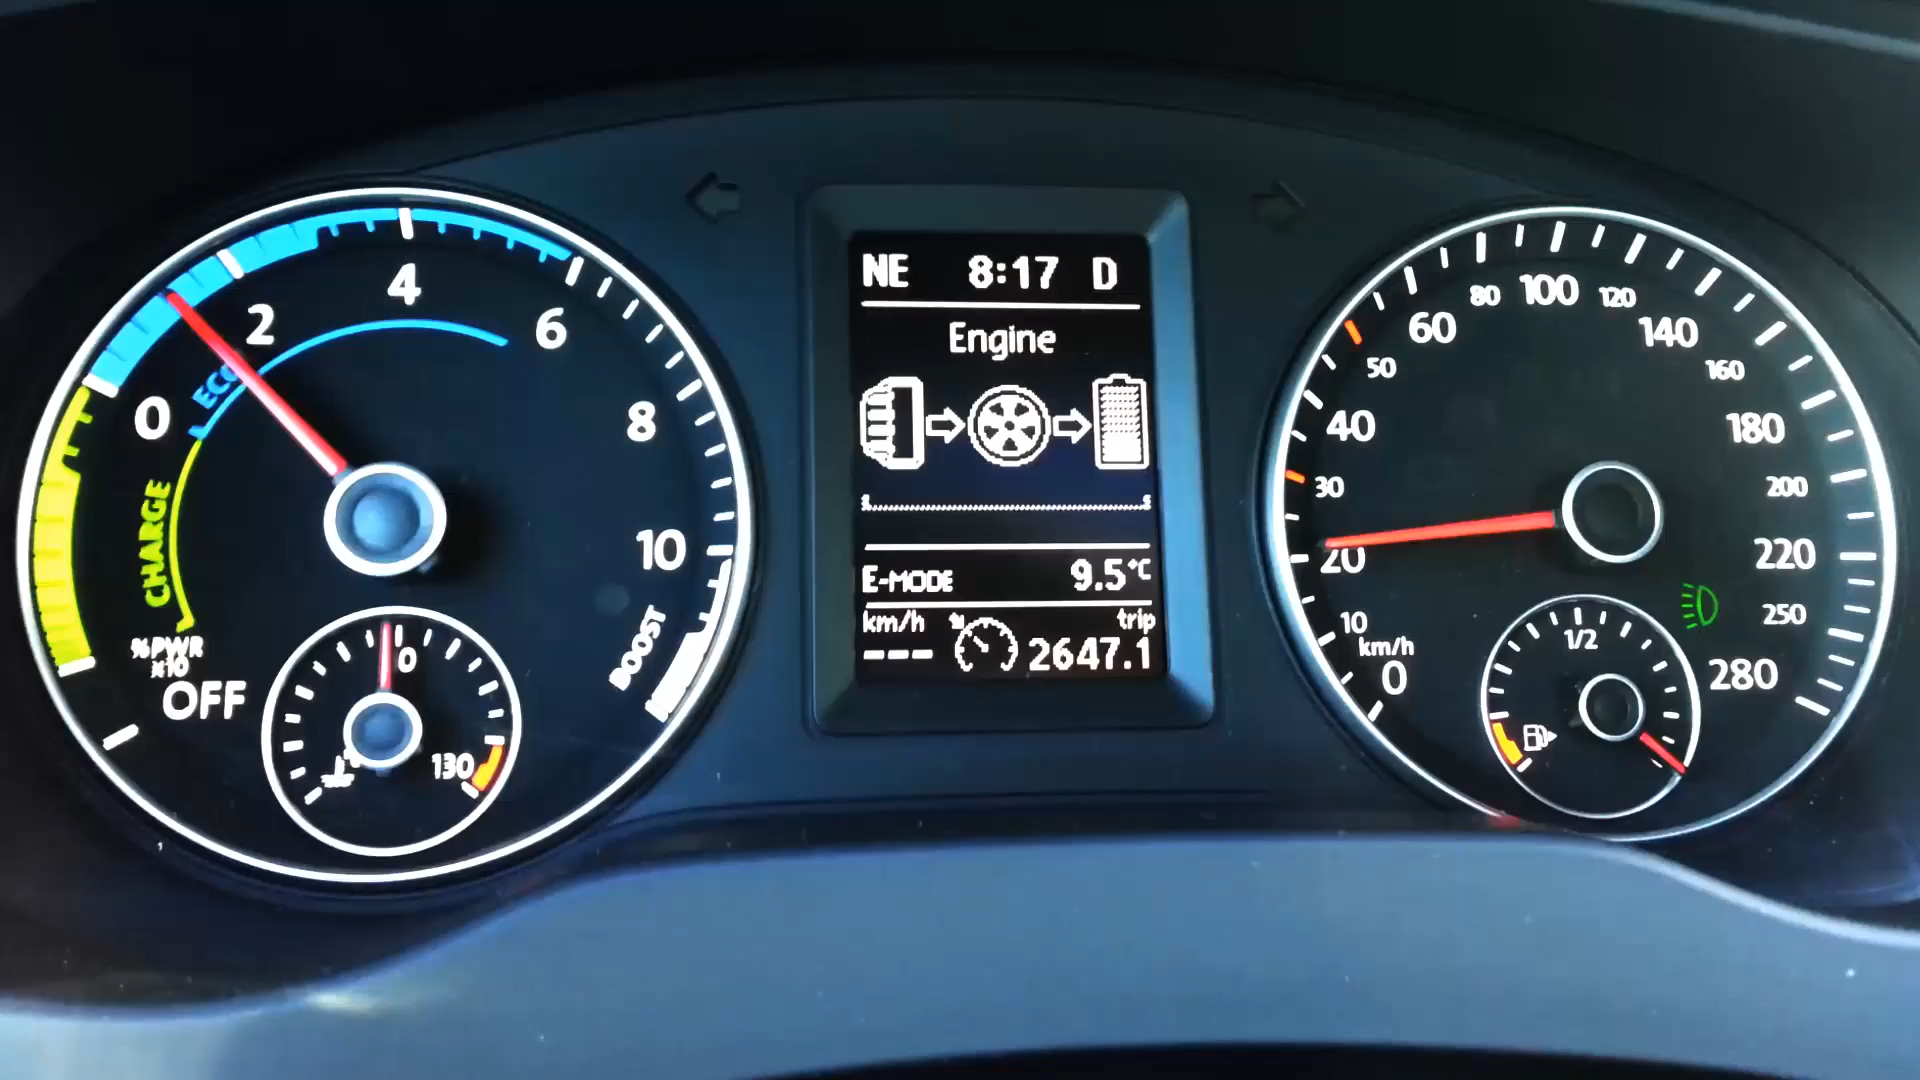 0
2
4
6
8
10
ECO
CHARGE
BOOST
%PWR
x10
OFF
0
130
NE 8:17 D
Engine
E-MODE 9.5°C
km/h trip
--- 2647.1
0
10
20
30
40
50
60
80
100
120
140
160
180
200
220
250
280
km/h
1/2